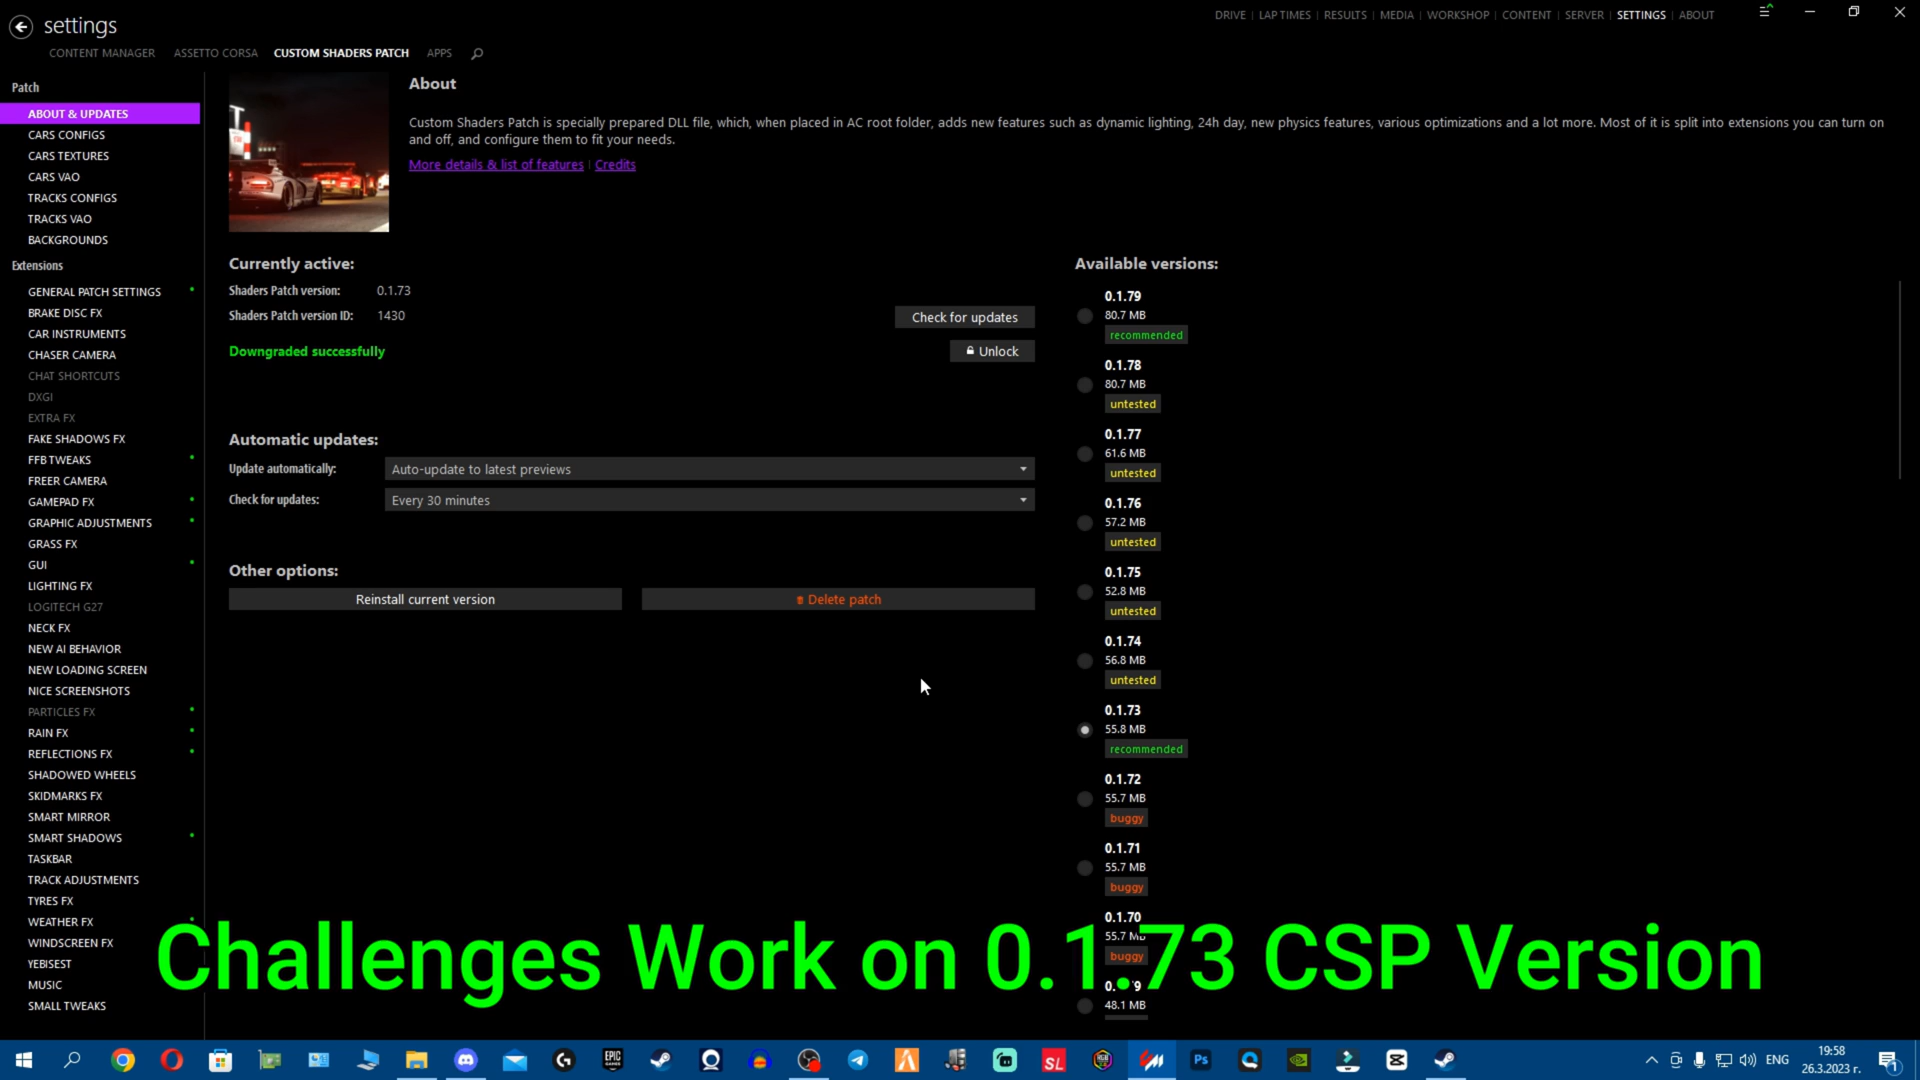 settings
DRIVE | LAP TIMES | RESULTS | MEDIA | WORKSHOP | CONTENT | SERVER | SETTINGS | ABOUT
CONTENT MANAGER ASSETTO CORSA CUSTOM SHADERS PATCH APPS
Patch
ABOUT & UPDATES
CARS CONFIGS
CARS TEXTURES
CARS VAO
TRACKS CONFIGS
TRACKS VAO
BACKGROUNDS
Extensions
GENERAL PATCH SETTINGS
BRAKE DISC FX
CAR INSTRUMENTS
CHASER CAMERA
CHAT SHORTCUTS
DXGI
EXTRA FX
FAKE SHADOWS FX
FFB TWEAKS
FREER CAMERA
GAMEPAD FX
GRAPHIC ADJUSTMENTS
GRASS FX
GUI
LIGHTING FX
LOGITECH G27
NECK FX
NEW AI BEHAVIOR
NEW LOADING SCREEN
NICE SCREENSHOTS
PARTICLES FX
RAIN FX
REFLECTIONS FX
SHADOWED WHEELS
SKIDMARKS FX
SMART MIRROR
SMART SHADOWS
TASKBAR
TRACK ADJUSTMENTS
TYRES FX
WEATHER FX
WINDSCREEN FX
YEBISEST
MUSIC
SMALL TWEAKS
About
Custom Shaders Patch is specially prepared DLL file, which, when placed in AC root folder, adds new features such as dynamic lighting, 24h day, new physics features, various optimizations and a lot more. Most of it is split into extensions you can turn on
and off, and configure them to fit your needs.
More details & list of features | Credits
Currently active:
Shaders Patch version: 0.1.73
Shaders Patch version ID: 1430
Check for updates
Downgraded successfully
Unlock
Automatic updates:
Update automatically: Auto-update to latest previews
Check for updates: Every 30 minutes
Other options:
Reinstall current version
Delete patch
Available versions:
0.1.79
80.7 MB
recommended
0.1.78
80.7 MB
untested
0.1.77
61.6 MB
untested
0.1.76
57.2 MB
untested
0.1.75
52.8 MB
untested
0.1.74
56.8 MB
untested
0.1.73
55.8 MB
recommended
0.1.72
55.7 MB
buggy
0.1.71
55.7 MB
buggy
0.1.70
55.7 MB
buggy
48.1 MB
Challenges Work on 0.1.73 CSP Version
EPIC GAMES
SL
Ps
ENG
19:58
26.3.2023 г.
1